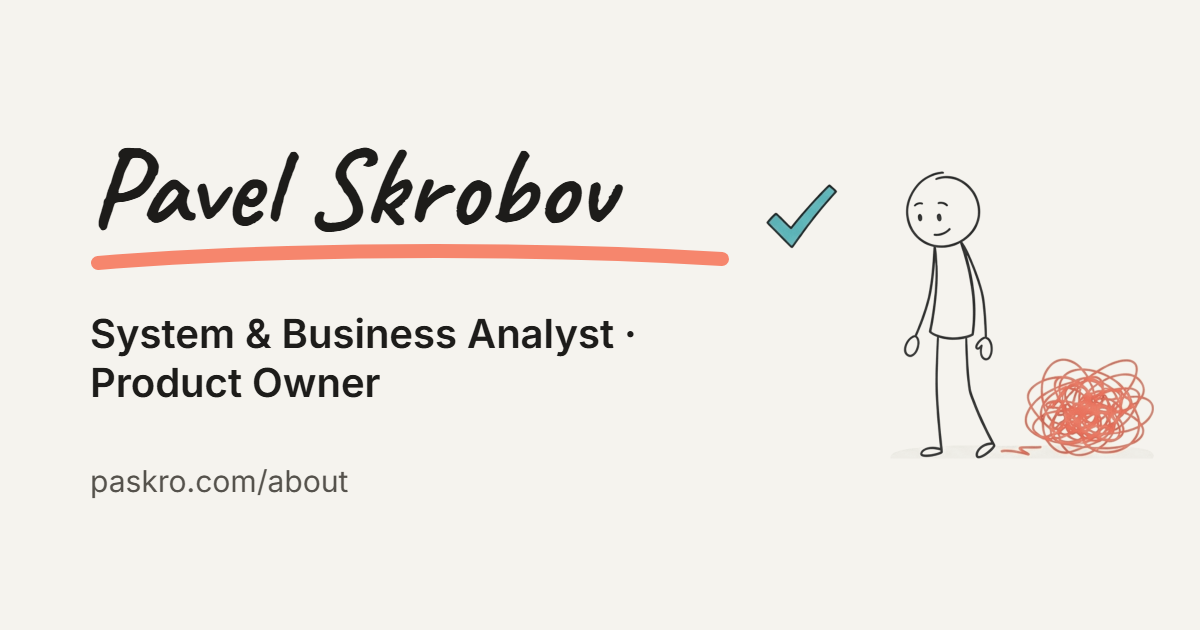 Pavel Skrobov
System & Business Analyst ·
Product Owner
paskro.com/about